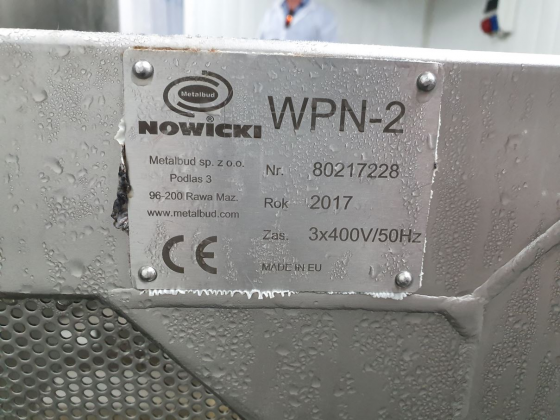 Metalbud
NOWICKI
®
WPN-2
Metalbud sp. z o.o.
Podlas 3
96-200 Rawa Maz.
www.metalbud.com
Nr. 80217228
Rok 2017
Zas. 3x400V/50Hz
CE
MADE IN EU